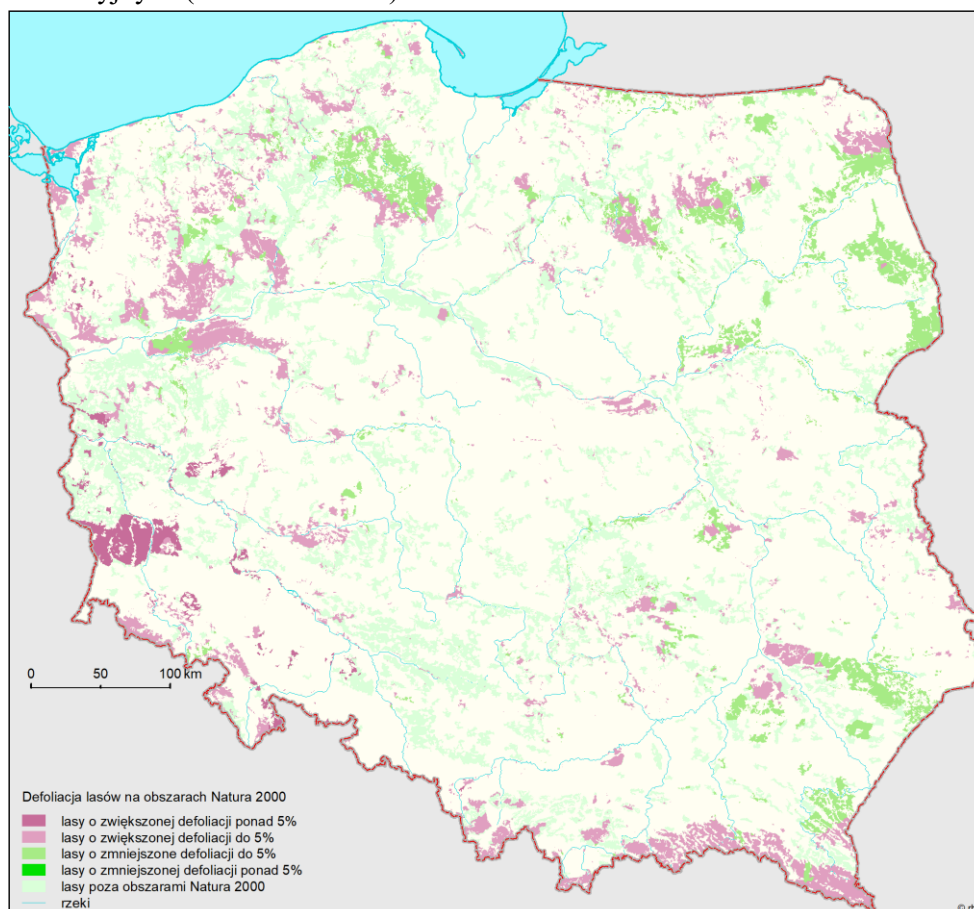 0 50 100 km
Defoliacja lasów na obszarach Natura 2000
lasy o zwiększonej defoliacji ponad 5%
lasy o zwiększonej defoliacji do 5%
lasy o zmniejszone defoliacji do 5%
lasy o zmniejszonej defoliacji ponad 5%
lasy poza obszarami Natura 2000
rzeki